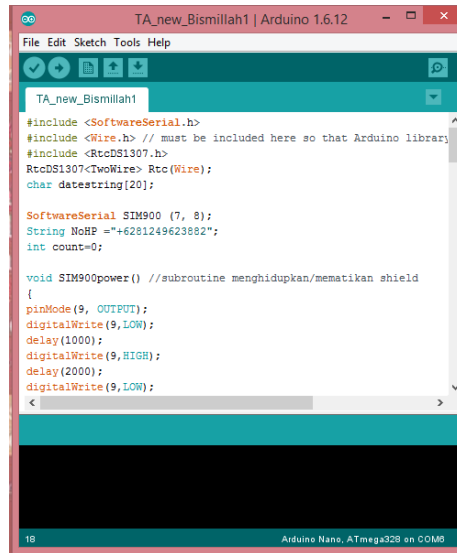 TA_new_Bismillah1 | Arduino 1.6.12
File Edit Sketch Tools Help
TA_new_Bismillah1
#include <SoftwareSerial.h>
#include <Wire.h> // must be included here so that Arduino library
#include <RtcDS1307.h>
RtcDS1307<TwoWire> Rtc(Wire);
char datestring[20];
SoftwareSerial SIM900 (7, 8);
String NoHP ="+6281249623882";
int count=0;
void SIM900power() //subroutine menghidupkan/mematikan shield
{
pinMode(9, OUTPUT);
digitalWrite(9,LOW);
delay(1000);
digitalWrite(9,HIGH);
delay(2000);
digitalWrite(9,LOW);
18 Arduino Nano, ATmega328 on COM6